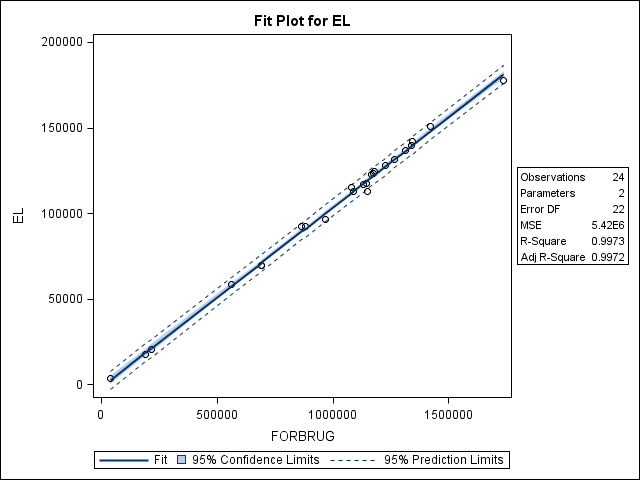 Fit Plot for EL
200000
150000
100000
50000
0
EL
0 500000 1000000 1500000
FORBRUG
Observations 24
Parameters 2
Error DF 22
MSE 5.42E6
R-Square 0.9973
Adj R-Square 0.9972
Fit 95% Confidence Limits 95% Prediction Limits